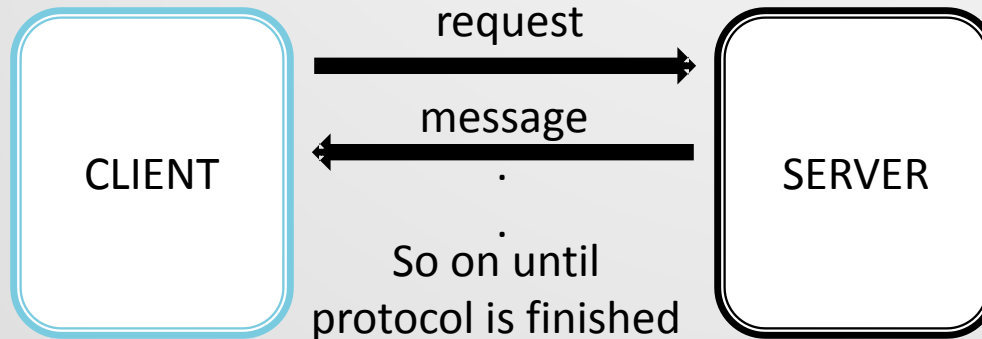 request
message
CLIENT
SERVER
.
.
So on until
protocol is finished